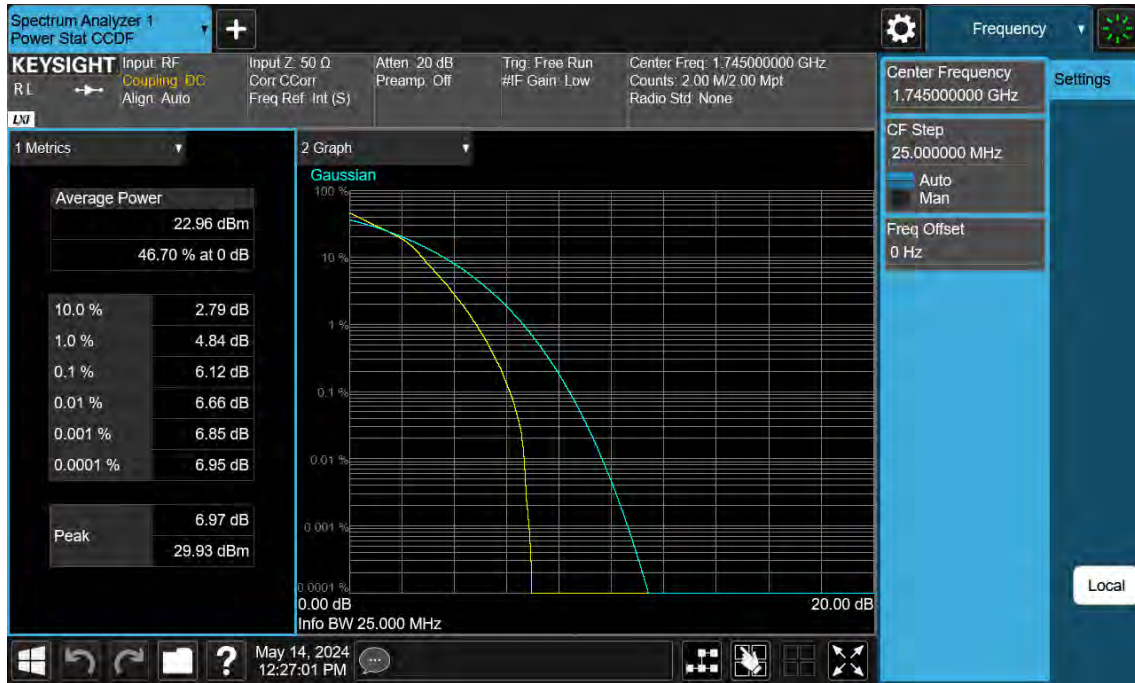 Spectrum Analyzer 1
Power Stat CCDF
Frequency
KEYSIGHT
RL
LXI
Input: RF
Coupling: DC
Align: Auto
Input Z: 50 Ω
Corr CCorr
Freq Ref: Int (S)
Atten: 20 dB
Preamp: Off
Trig: Free Run
#IF Gain: Low
Center Freq: 1.745000000 GHz
Counts: 2.00 M/2.00 Mpt
Radio Std: None
Center Frequency
1.745000000 GHz
Settings
CF Step
25.000000 MHz
Auto
Man
Freq Offset
0 Hz
Local
1 Metrics
Average Power
22.96 dBm
46.70 % at 0 dB
10.0 % 2.79 dB
1.0 % 4.84 dB
0.1 % 6.12 dB
0.01 % 6.66 dB
0.001 % 6.85 dB
0.0001 % 6.95 dB
Peak
6.97 dB
29.93 dBm
2 Graph
Gaussian
100 %
10 %
1 %
0.1 %
0.01 %
0.001 %
0.0001 %
0.00 dB 20.00 dB
Info BW 25.000 MHz
?
May 14, 2024
12:27:01 PM